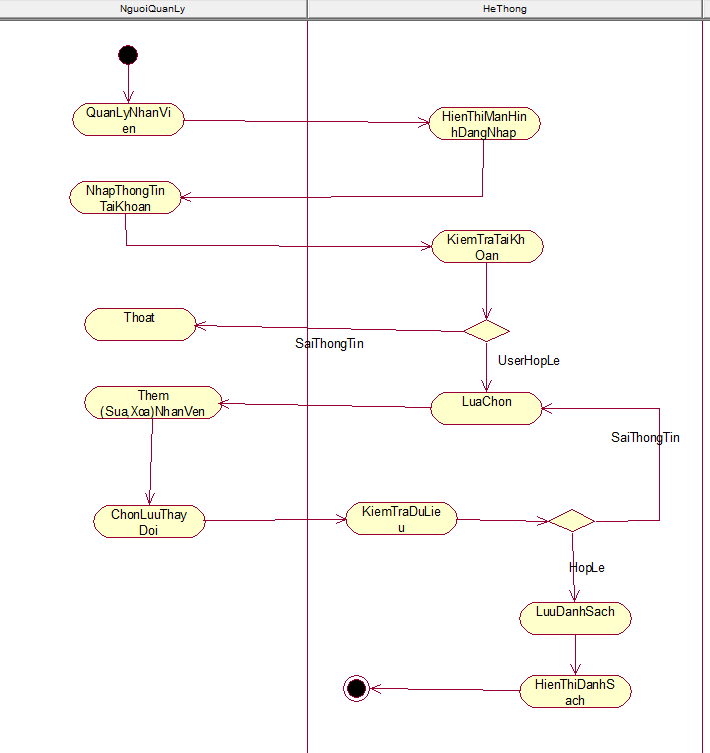 NguoiQuanLy
HeThong
QuanLyNhanVi
en
HienThiManHin
hDangNhap
NhapThongTin
TaiKhoan
KiemTraTaiKh
Oan
Thoat
SaiThongTin
UserHopLe
Them
(Sua,Xoa)NhanVen
LuaChon
SaiThongTin
ChonLuuThay
Doi
KiemTraDuLie
u
HopLe
LuuDanhSach
HienThiDanhS
ach